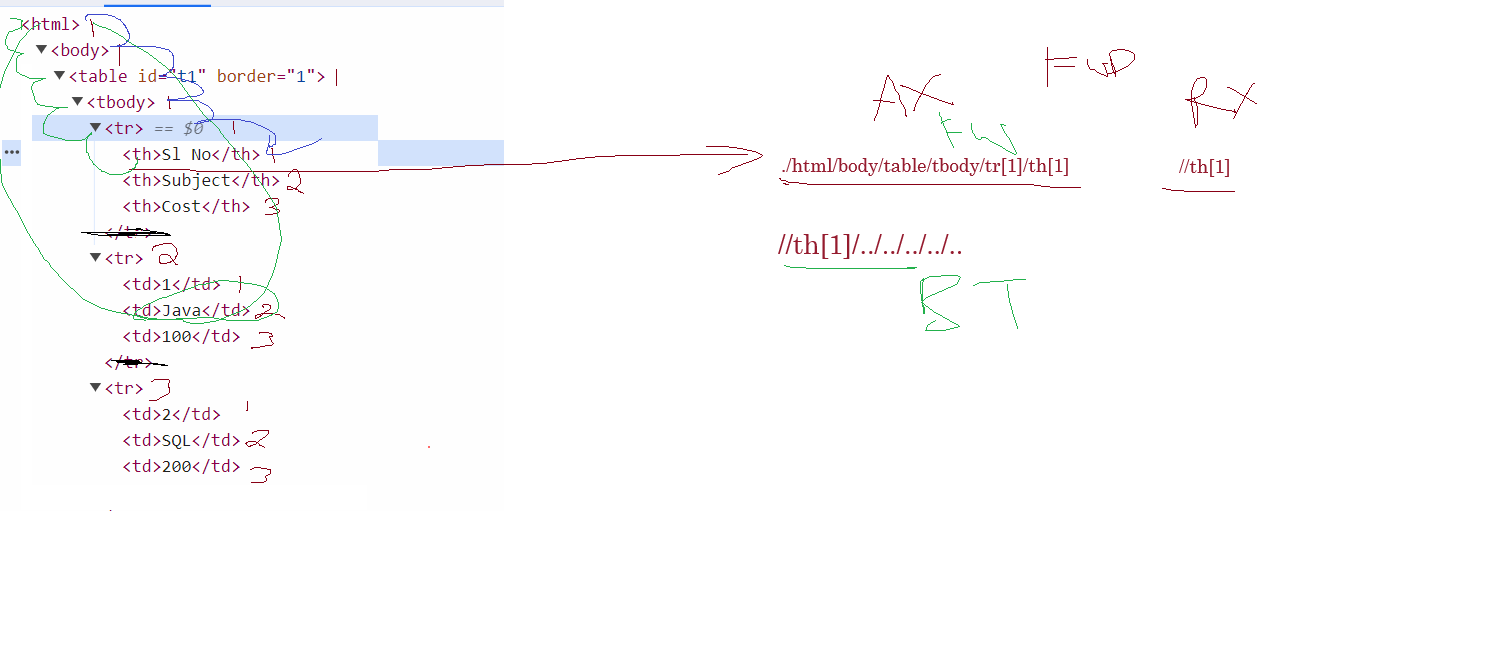 <html> 1
▼<body> |
▼<table id="t1" border="1"> |
▼<tbody> 1
▼<tr> == $0 1
<th>Sl No</th> 1
<th>Subject</th> 2
<th>Cost</th> 3
</tr>
▼<tr> 2
<td>1</td> 1
<td>Java</td> 2
<td>100</td> 3
</tr>
▼<tr> 3
<td>2</td> 1
<td>SQL</td> 2
<td>200</td> 3
AX
RX
FW
./html/body/table/tbody/tr[1]/th[1]
//th[1]
//th[1]/../../../../..
BT